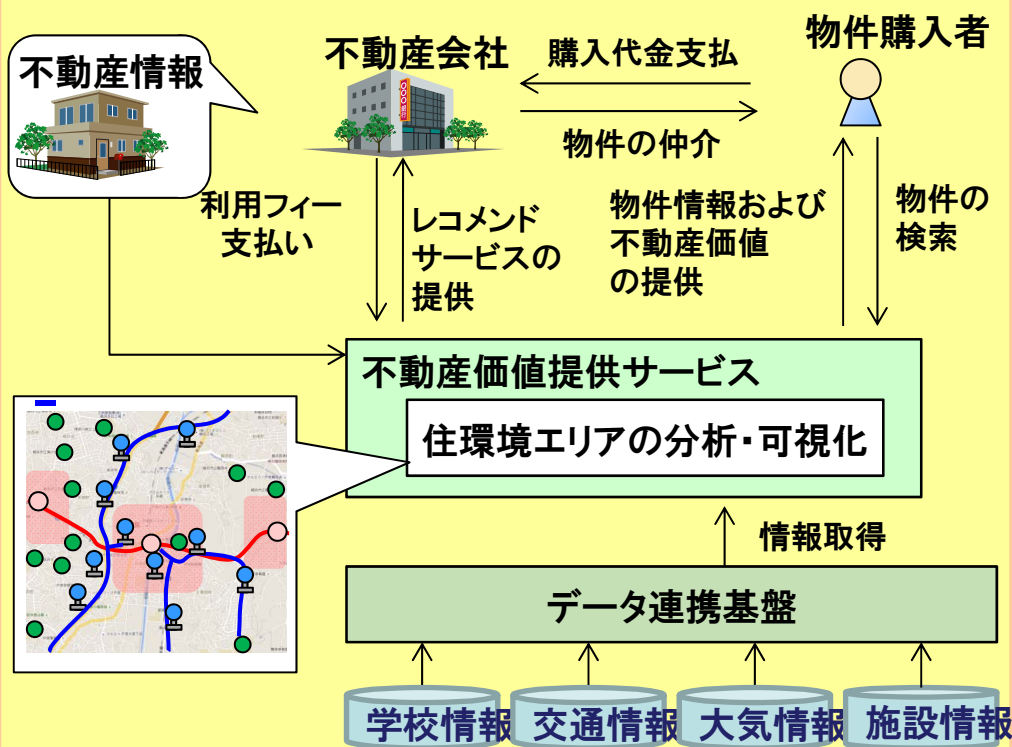 不動産情報
不動産会社
物件購入者
購入代金支払
物件の仲介
利用フィー
支払い
レコメンド
サービスの
提供
物件情報および
不動産価値
の提供
物件の
検索
不動産価値提供サービス
住環境エリアの分析・可視化
情報取得
データ連携基盤
学校情報
交通情報
大気情報
施設情報